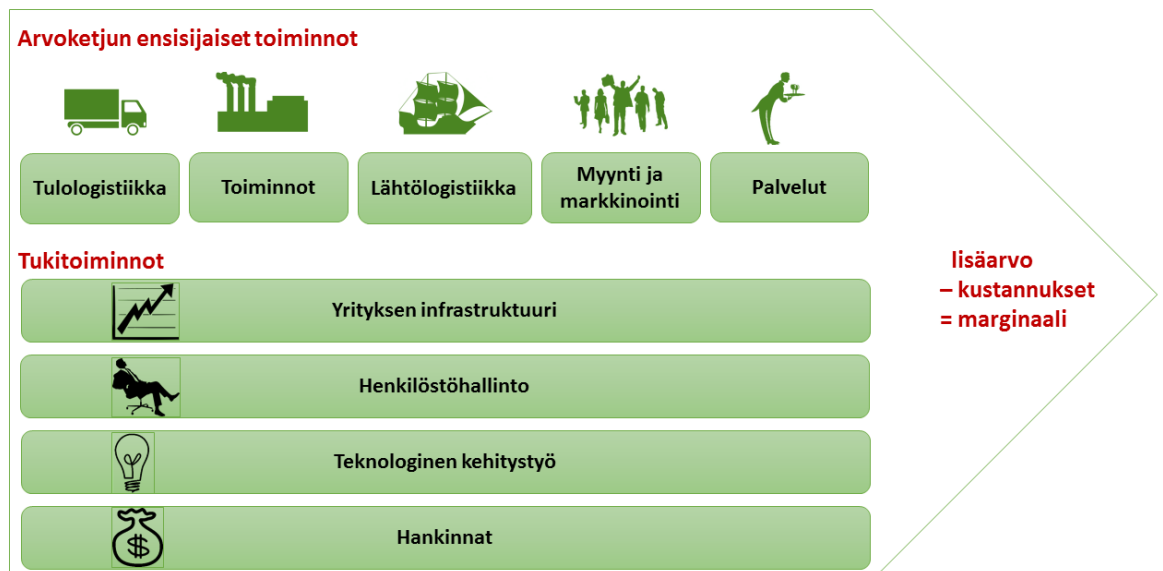 Arvoketjun ensisijaiset toiminnot
Tulologistiikka
Toiminnot
Lähtölogistiikka
Myynti ja
markkinointi
Palvelut
Tukitoiminnot
Yrityksen infrastruktuuri
Henkilöstöhallinto
Teknologinen kehitystyö
Hankinnat
$
lisäarvo
– kustannukset
= marginaali